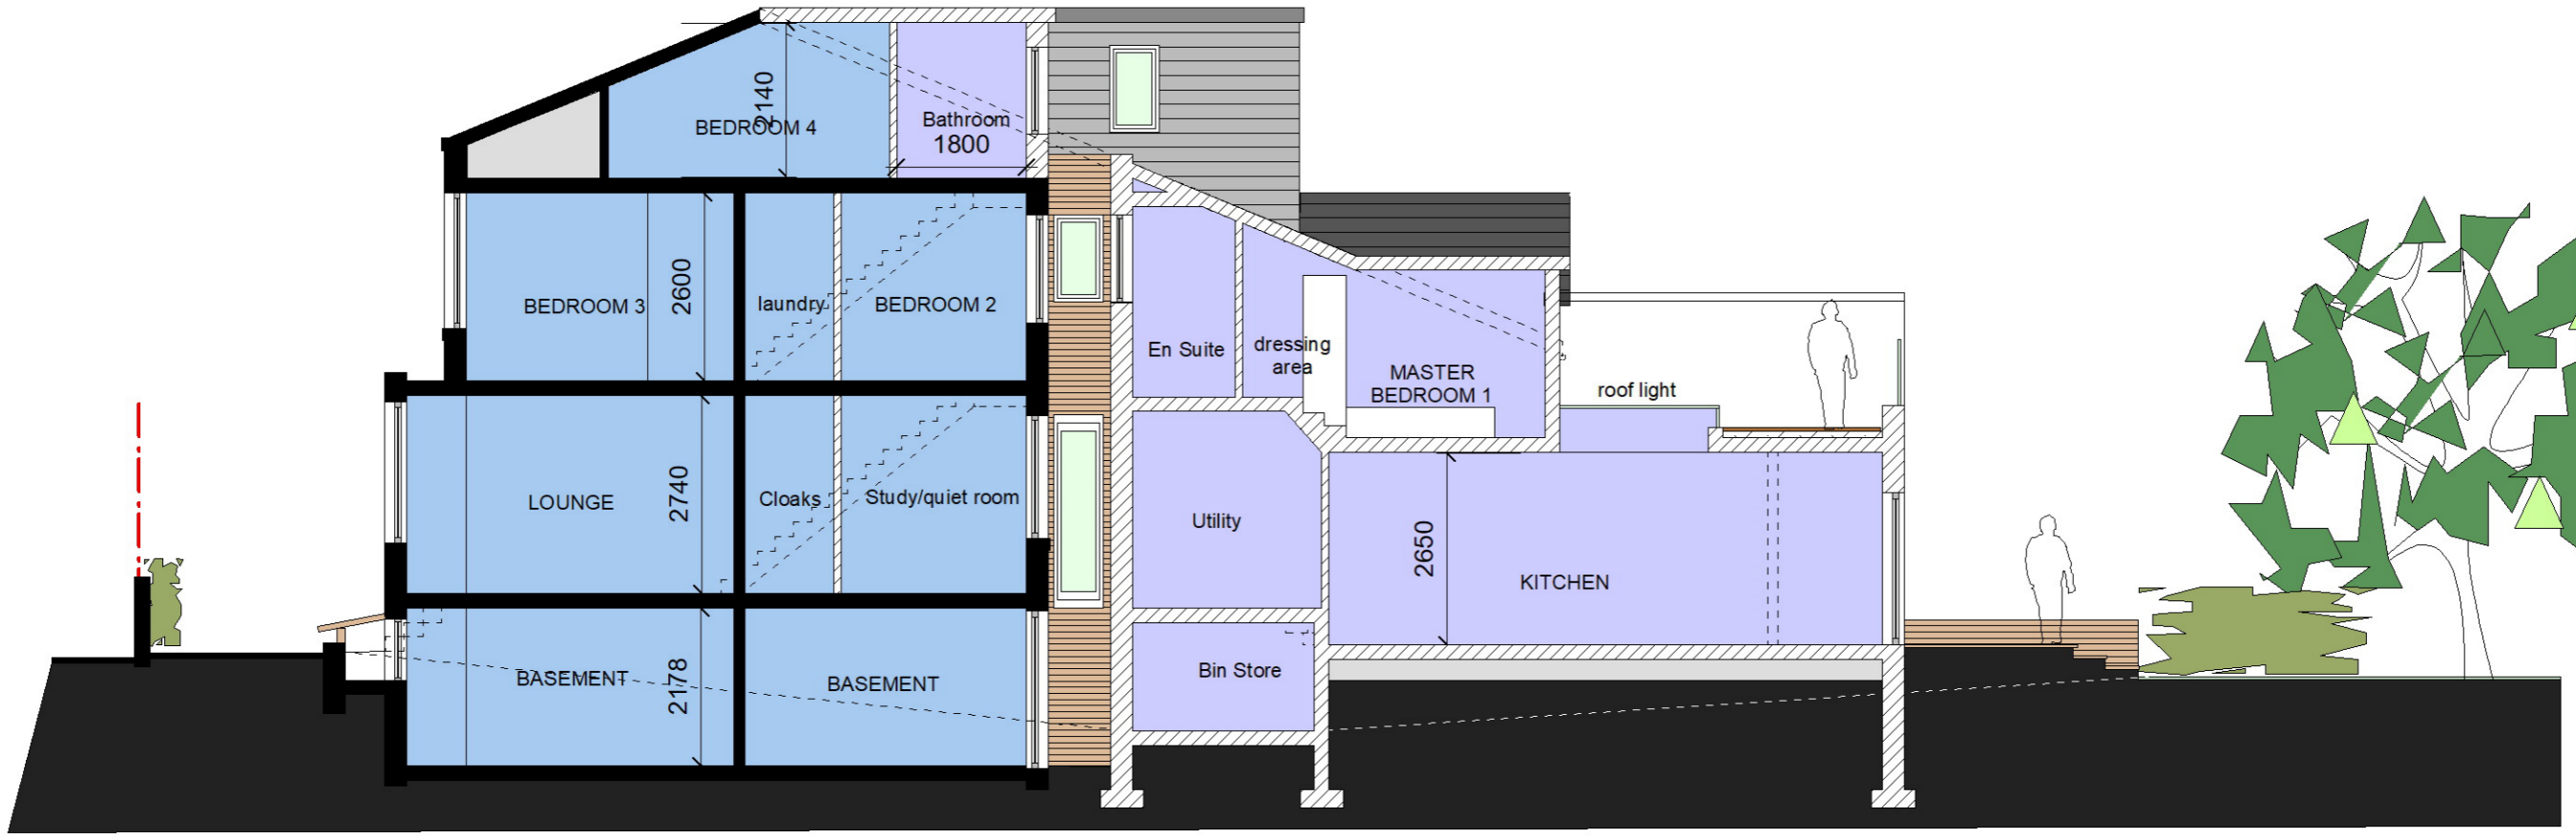 2140
BEDROOM 4
Bathroom
1800
BEDROOM 3
2600
laundry
BEDROOM 2
En Suite
dressing
area
MASTER
BEDROOM 1
roof light
LOUNGE
2740
Cloaks
Study/quiet room
Utility
2650
KITCHEN
BASEMENT
2178
BASEMENT
Bin Store